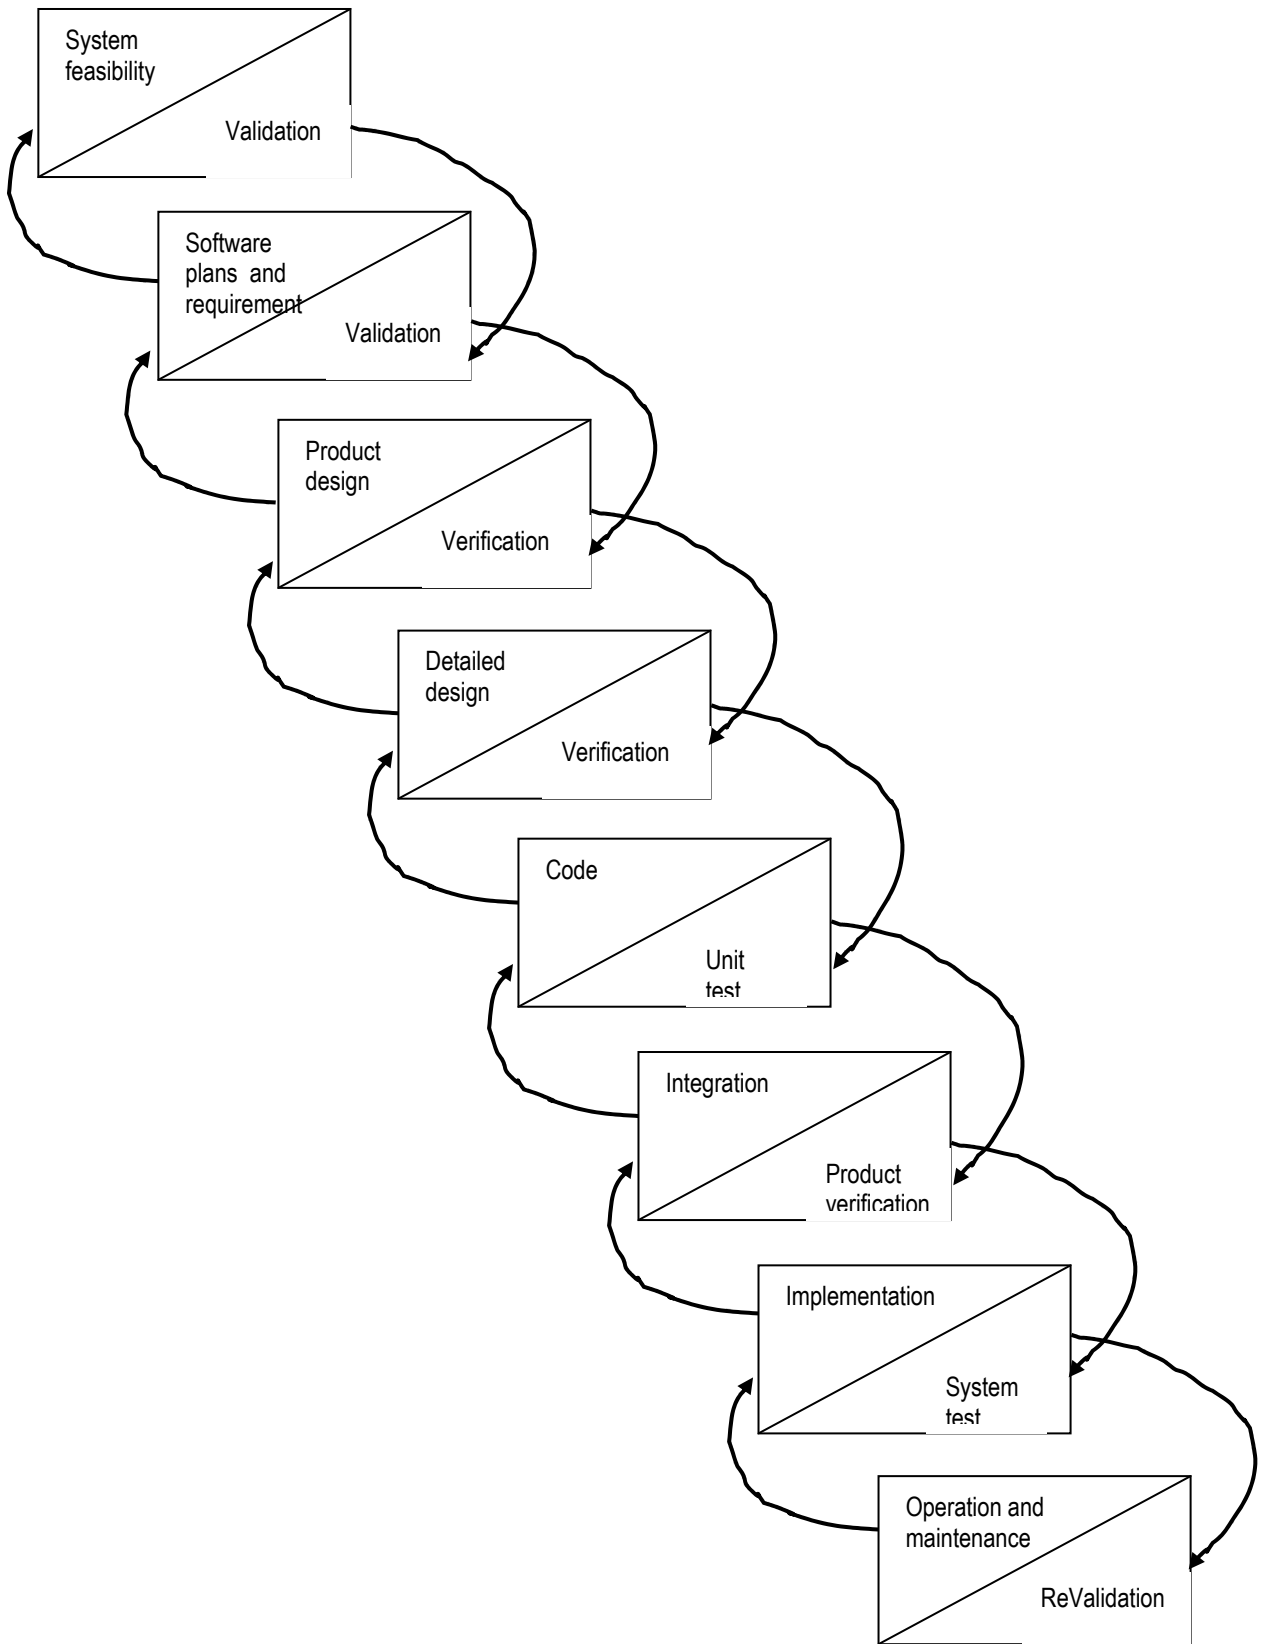 System
feasibility
Validation
Software
plans and
requirement
Validation
Product
design
Verification
Detailed
design
Verification
Code
Unit
test
Integration
Product
verification
Implementation
System
test
Operation and
maintenance
ReValidation